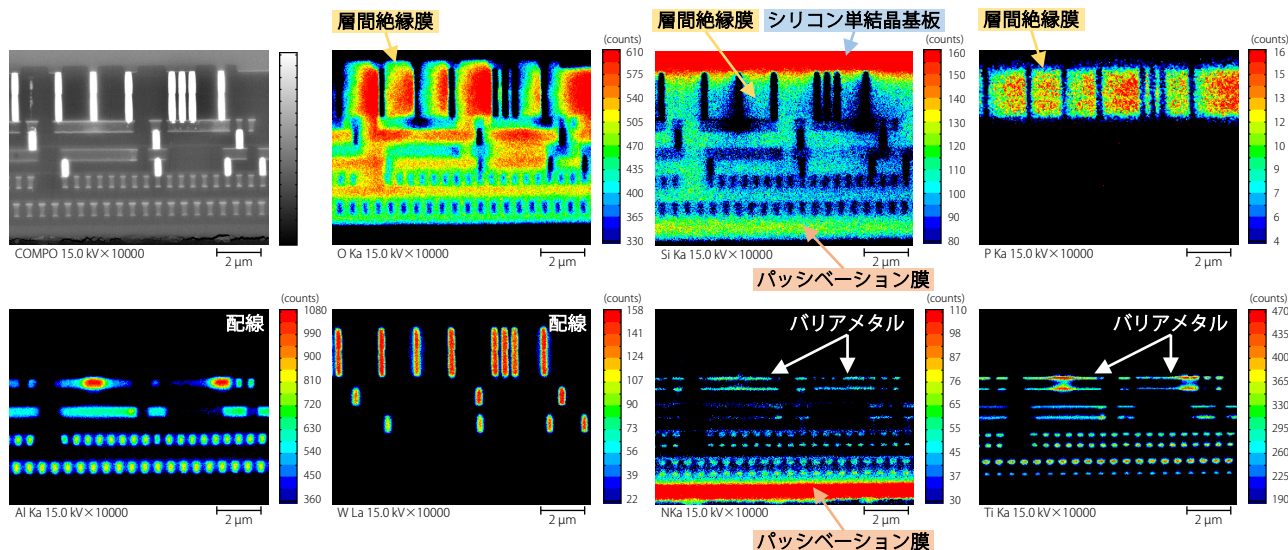 層間絶縁膜
層間絶縁膜
シリコン単結晶基板
層間絶縁膜
(counts)
610
575
540
505
470
435
400
365
330
(counts)
160
150
140
130
120
110
100
90
80
(counts)
16
15
13
12
10
9
7
6
4
COMPO 15.0 kV×10000
2 μm
O Ka 15.0 kV×10000
2 μm
Si Ka 15.0 kV×10000
2 μm
P Ka 15.0 kV×10000
2 μm
パッシベーション膜
(counts)
1080
990
900
810
720
630
540
450
360
配線
(counts)
158
141
124
107
90
73
56
39
22
配線
(counts)
110
100
90
80
70
60
50
40
30
バリアメタル
(counts)
470
435
400
365
330
295
260
225
190
バリアメタル
Al Ka 15.0 kV×10000
2 μm
W La 15.0 kV×10000
2 μm
NKa 15.0 kV×10000
2 μm
Ti Ka 15.0 kV×10000
2 μm
パッシベーション膜